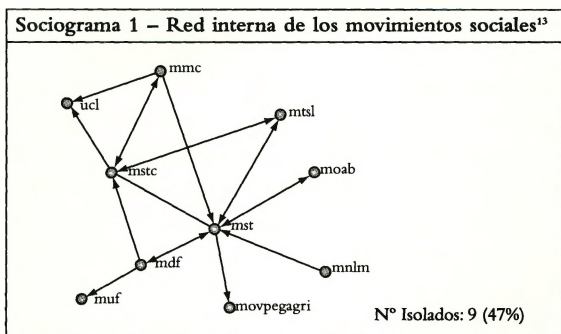 Sociograma 1 – Red interna de los movimientos sociales¹³
mmc
ucl
mtsl
mstc
moab
mst
mdf
mnlm
muf
movpegagri
Nº Isolados: 9 (47%)